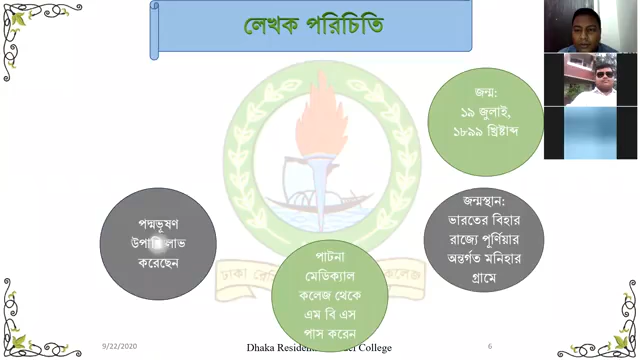 লেখক পরিচিতি
জন্ম:
১৯ জুলাই,
১৮৯৯ খ্রিষ্টাব্দ
জন্মস্থান:
ভারতের বিহার
রাজ্যে পূর্ণিয়ার
অন্তর্গত মনিহার
গ্রামে
পাটনা
মেডিক্যাল
কলেজ থেকে
এম বি এস
পাস করেন
পদ্মভূষণ
উপাধি লাভ
করেছেন
ঢাকা
কলেজ
9/22/2020
Dhaka Residential Model College
6